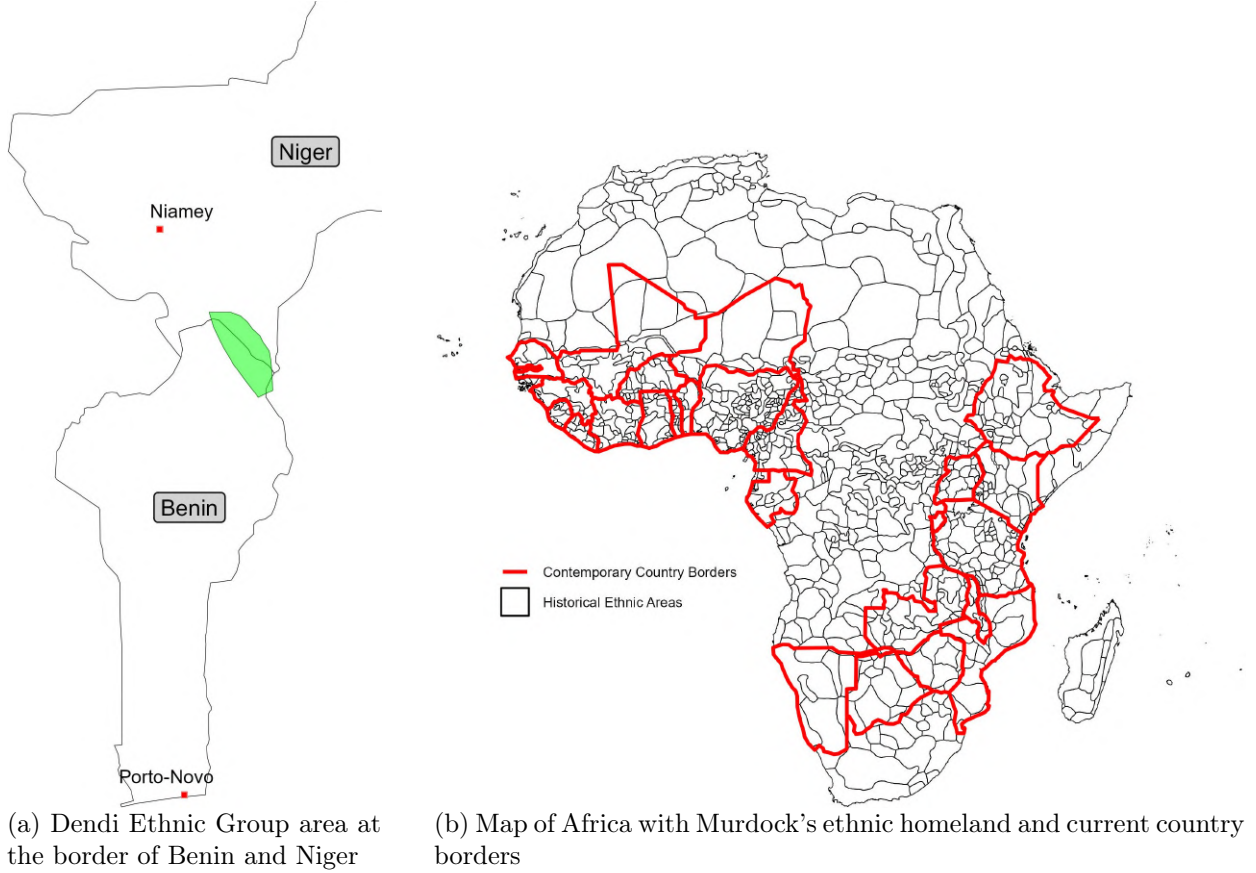 Niger
Niamey
Benin
Porto-Novo
(a) Dendi Ethnic Group area at
the border of Benin and Niger
Contemporary Country Borders
Historical Ethnic Areas
(b) Map of Africa with Murdock's ethnic homeland and current country
borders